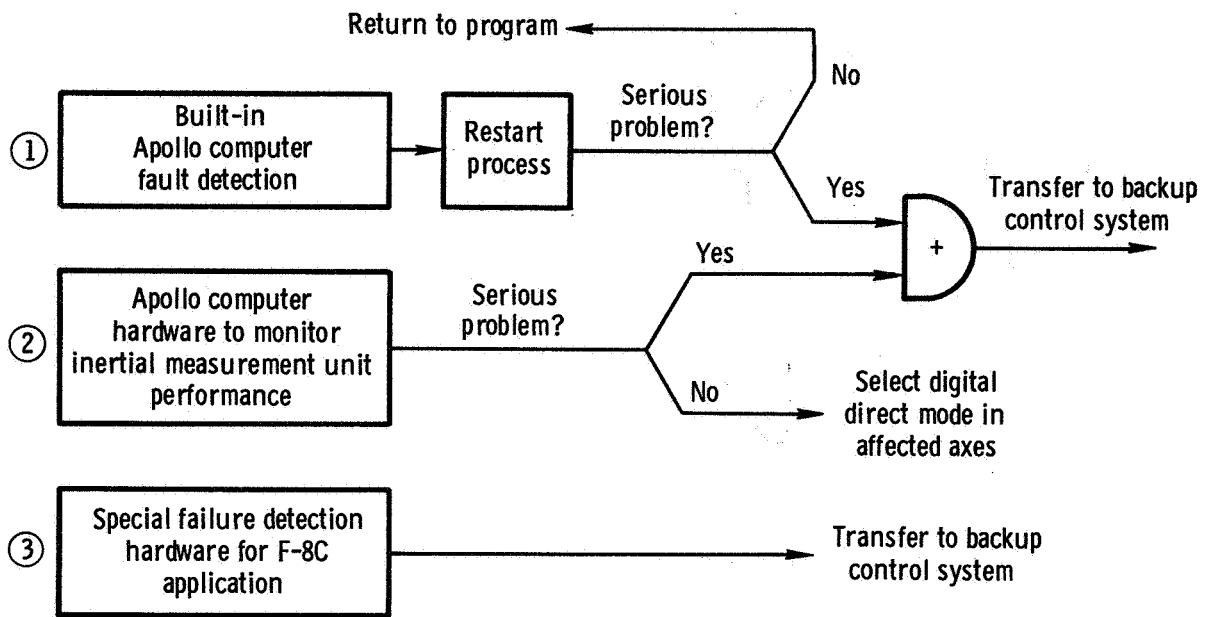 Return to program
No
①
Built-in
Apollo computer
fault detection
Restart
process
Serious
problem?
Yes
+
Transfer to backup
control system
②
Apollo computer
hardware to monitor
inertial measurement unit
performance
Serious
problem?
Yes
No
Select digital
direct mode in
affected axes
③
Special failure detection
hardware for F-8C
application
Transfer to backup
control system